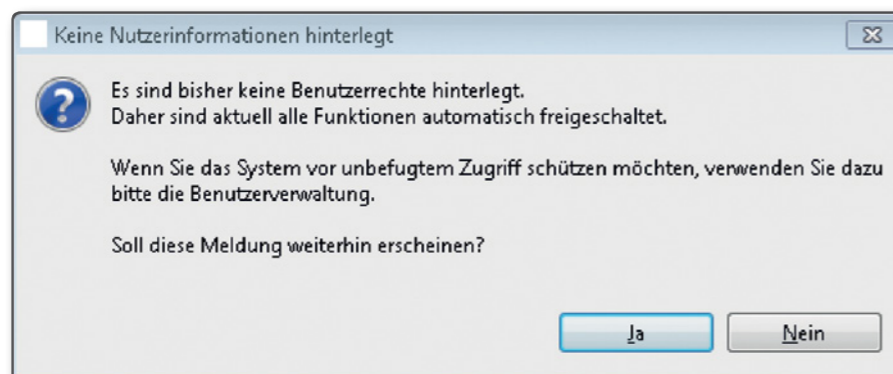 Keine Nutzerinformationen hinterlegt
Es sind bisher keine Benutzerrechte hinterlegt.
Daher sind aktuell alle Funktionen automatisch freigeschaltet.
Wenn Sie das System vor unbefugtem Zugriff schützen möchten, verwenden Sie dazu
bitte die Benutzerverwaltung.
Soll diese Meldung weiterhin erscheinen?
Ja
Nein